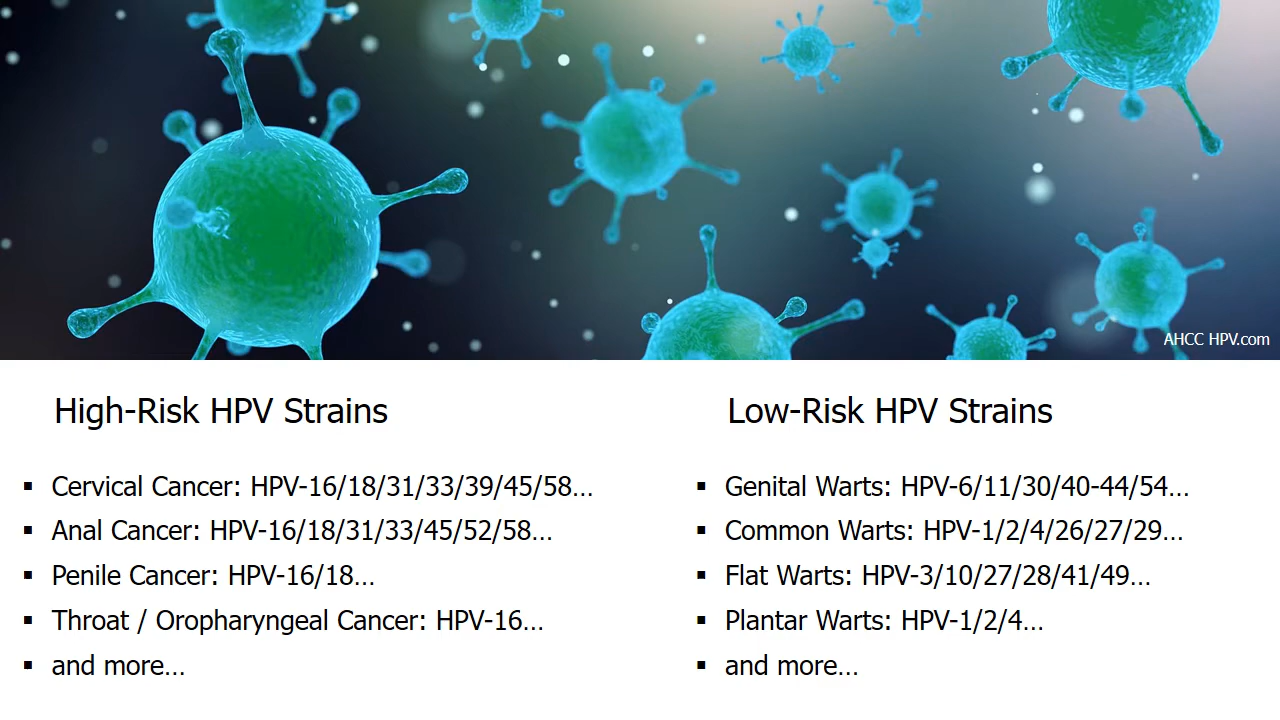 AHCC HPV.com
High-Risk HPV Strains
▪ Cervical Cancer: HPV-16/18/31/33/39/45/58...
▪ Anal Cancer: HPV-16/18/31/33/45/52/58...
▪ Penile Cancer: HPV-16/18...
▪ Throat / Oropharyngeal Cancer: HPV-16...
▪ and more...
Low-Risk HPV Strains
▪ Genital Warts: HPV-6/11/30/40-44/54...
▪ Common Warts: HPV-1/2/4/26/27/29...
▪ Flat Warts: HPV-3/10/27/28/41/49...
▪ Plantar Warts: HPV-1/2/4...
▪ and more...